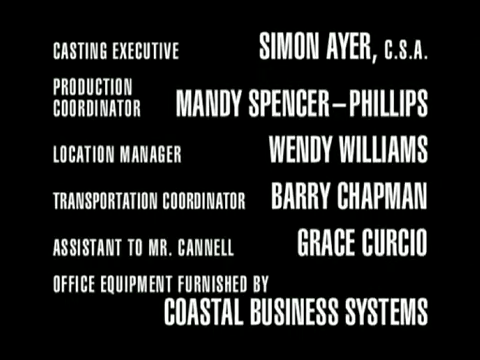 CASTING EXECUTIVE SIMON AYER, C.S.A.
PRODUCTION
COORDINATOR MANDY SPENCER–PHILLIPS
LOCATION MANAGER WENDY WILLIAMS
TRANSPORTATION COORDINATOR BARRY CHAPMAN
ASSISTANT TO MR. CANNELL GRACE CURCIO
OFFICE EQUIPMENT FURNISHED BY
COASTAL BUSINESS SYSTEMS